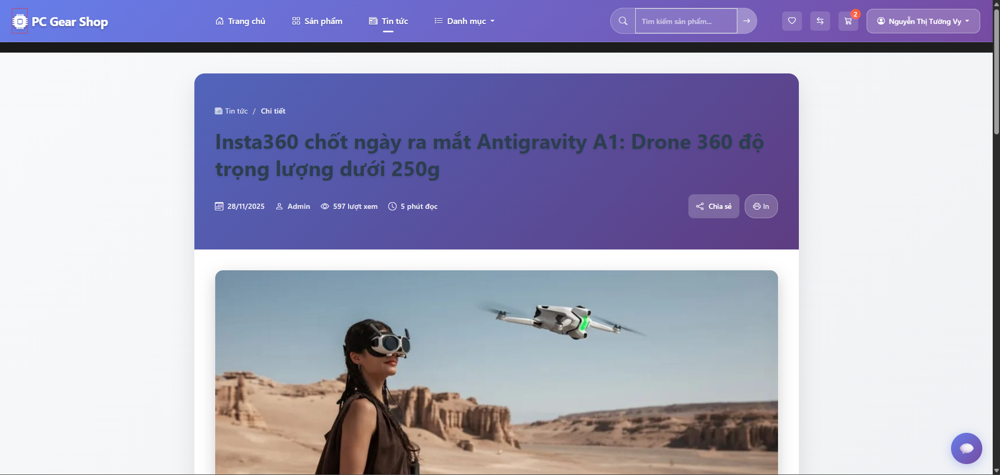 PC Gear Shop
Trang chủ
Sản phẩm
Tin tức
Danh mục
Tìm kiếm sản phẩm...
2
Nguyễn Thị Tường Vy
Tin tức / Chi tiết
Insta360 chốt ngày ra mắt Antigravity A1: Drone 360 độ
trọng lượng dưới 250g
28/11/2025
Admin
597 lượt xem
5 phút đọc
Chia sẻ
In